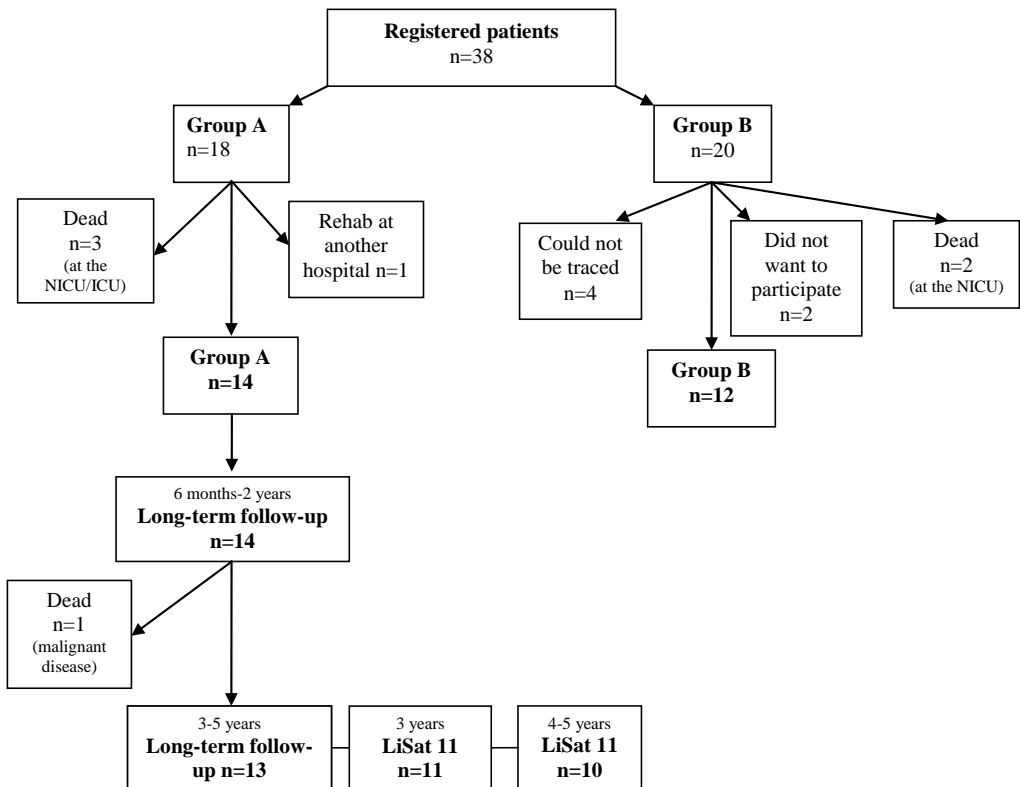 Registered patients
n=38
Group A
n=18
Group B
n=20
Dead
n=3
(at the
NICU/ICU)
Rehab at
another
hospital n=1
Could not
be traced
n=4
Did not
want to
participate
n=2
Dead
n=2
(at the NICU)
Group A
n=14
Group B
n=12
6 months-2 years
Long-term follow-up
n=14
Dead
n=1
(malignant
disease)
3-5 years
Long-term follow-
up n=13
3 years
LiSat 11
n=11
4-5 years
LiSat 11
n=10